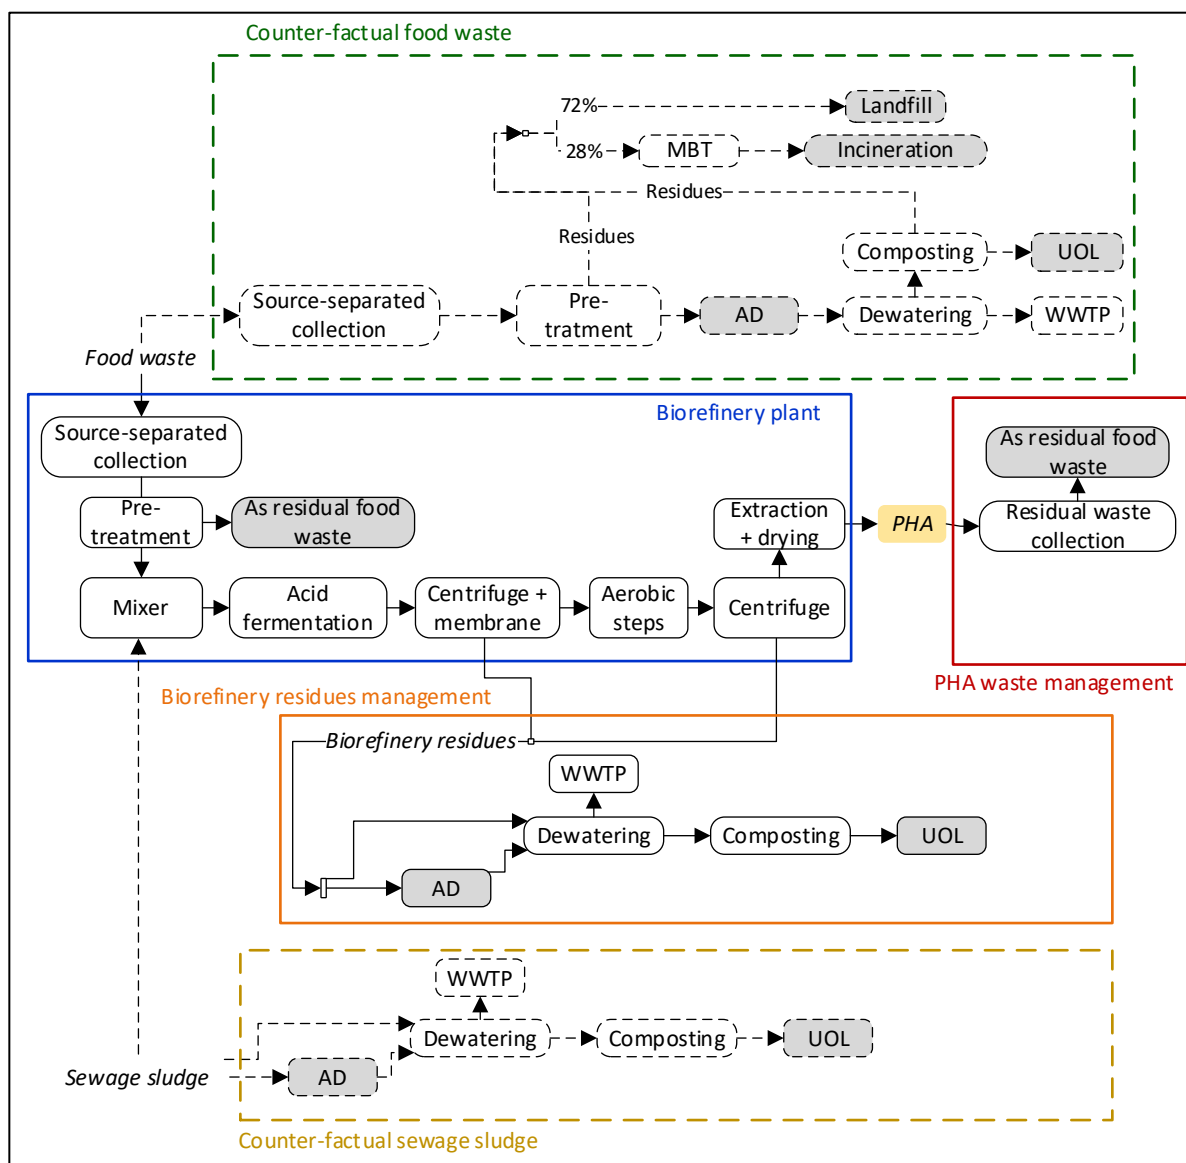 Counter-factual food waste
72%
Landfill
28%
MBT
Incineration
Residues
Residues
Composting
UOL
Source-separated
collection
Pre-
tratment
AD
Dewatering
WWTP
Food waste
Biorefinery plant
Source-separated
collection
As residual food
waste
Pre-
treatment
As residual food
waste
Extraction
+ drying
PHA
Residual waste
collection
Mixer
Acid
fermentation
Centrifuge +
membrane
Aerobic
steps
Centrifuge
PHA waste management
Biorefinery residues management
Biorefinery residues
WWTP
Dewatering
Composting
UOL
AD
WWTP
Dewatering
Composting
UOL
Sewage sludge
AD
Counter-factual sewage sludge